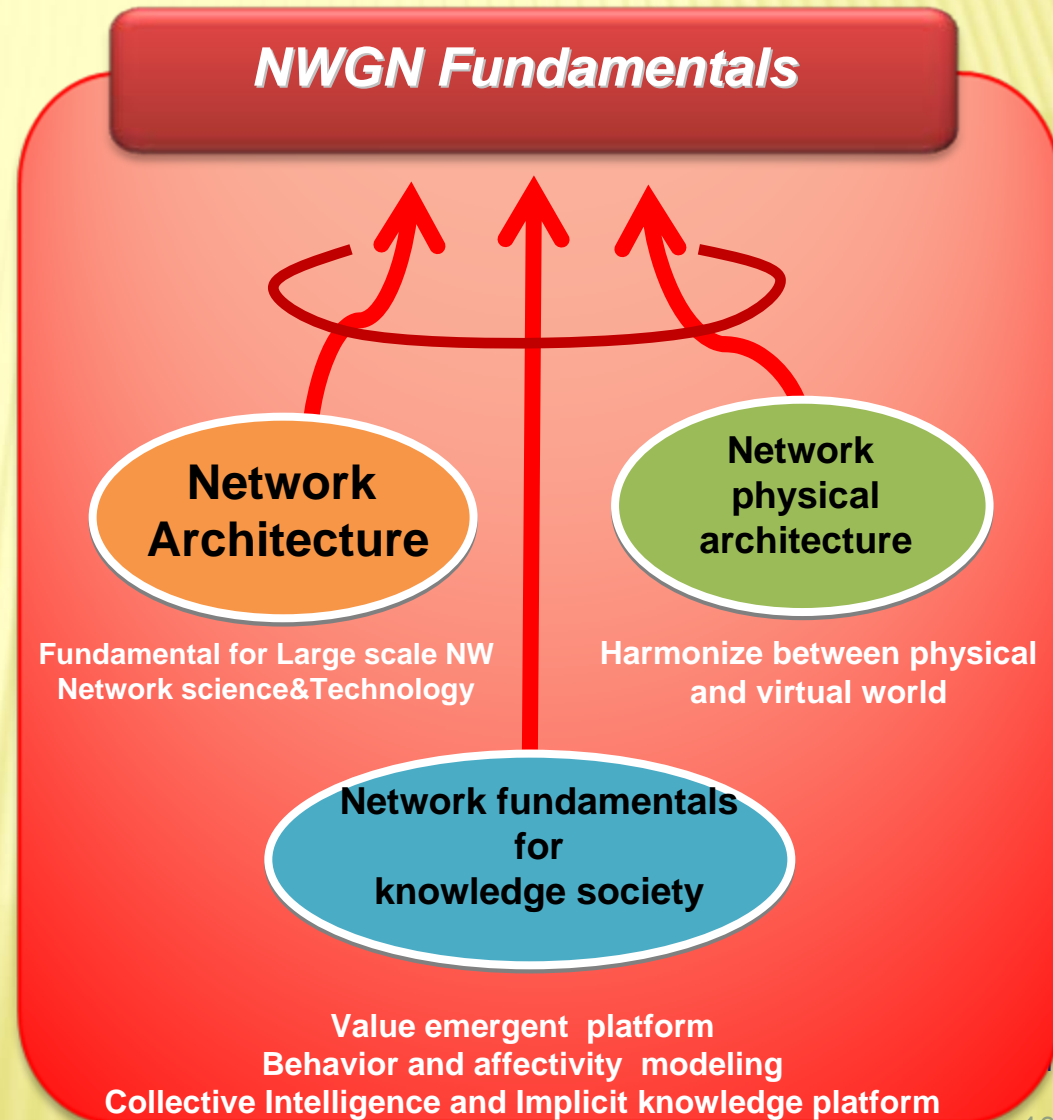 NWGN Fundamentals
Network
Architecture
Network
physical
architecture
Fundamental for Large scale NW
Network science&Technology
Harmonize between physical
and virtual world
Network fundamentals
for
knowledge society
Value emergent platform
Behavior and affectivity modeling
Collective Intelligence and Implicit knowledge platform